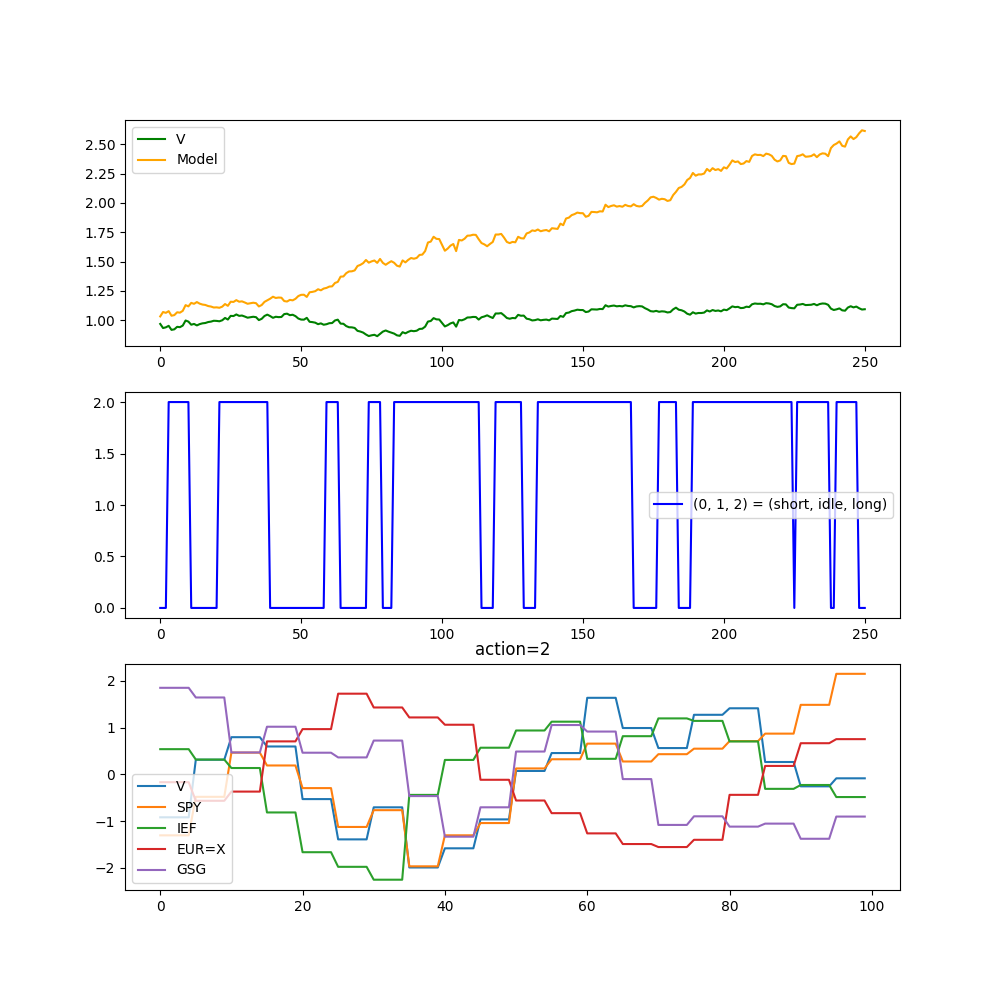 V
Model
2.50
2.25
2.00
1.75
1.50
1.25
1.00
0 50 100 150 200 250
2.0
1.5
1.0
0.5
0.0
(0, 1, 2) = (short, idle, long)
0 50 100 150 200 250
action=2
2
1
0
−1
−2
V
SPY
IEF
EUR=X
GSG
0 20 40 60 80 100